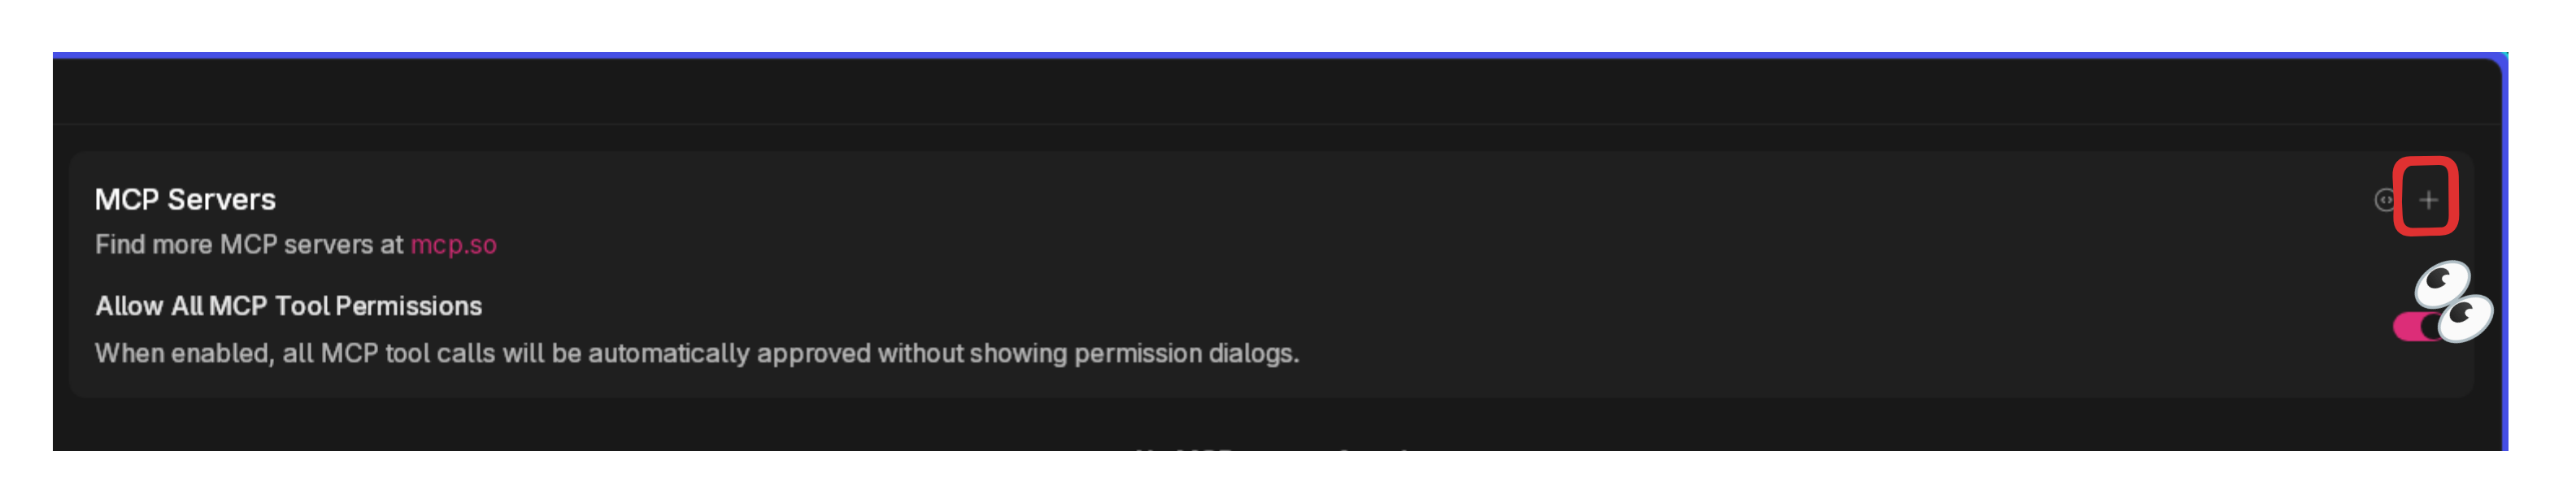 MCP Servers
Find more MCP servers at mcp.so
Allow All MCP Tool Permissions
When enabled, all MCP tool calls will be automatically approved without showing permission dialogs.